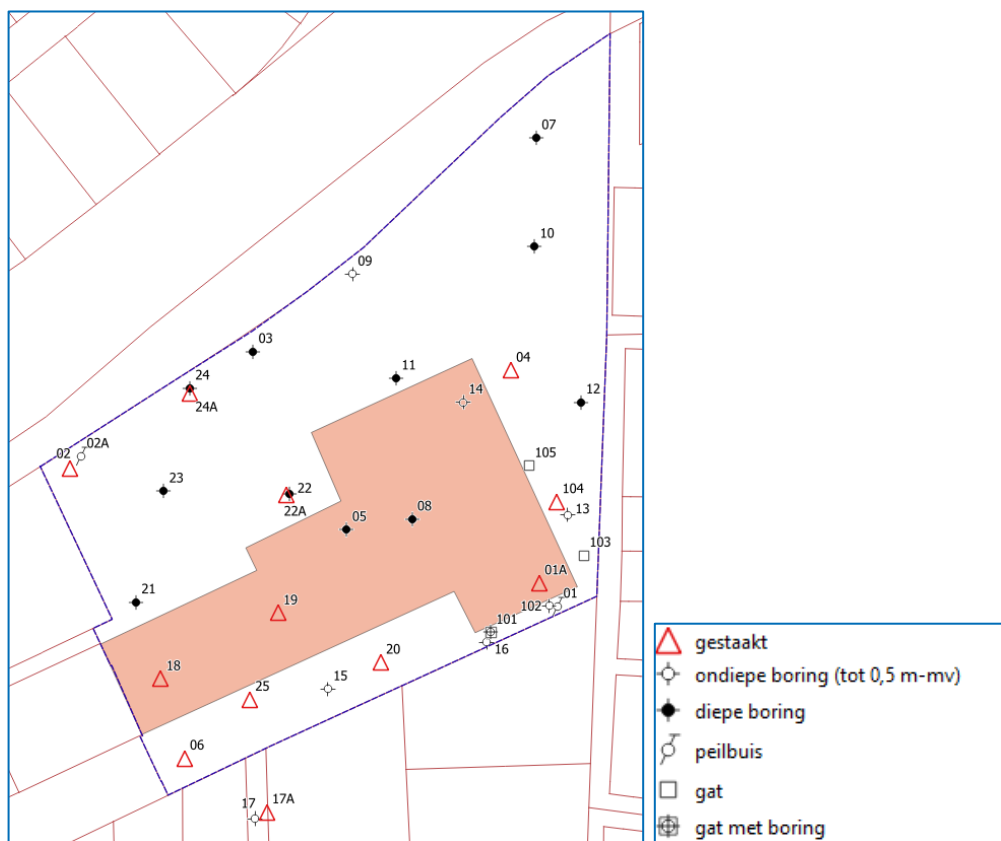 07
10
09
03
11
04
24
24A
14
12
02A
02
105
23
22
22A
104
13
05
08
103
21
01A
19
102
01
101
16
18
20
25
15
06
17
17A
gestaakt
ondiepe boring (tot 0,5 m-mv)
diepe boring
peilbuis
gat
gat met boring